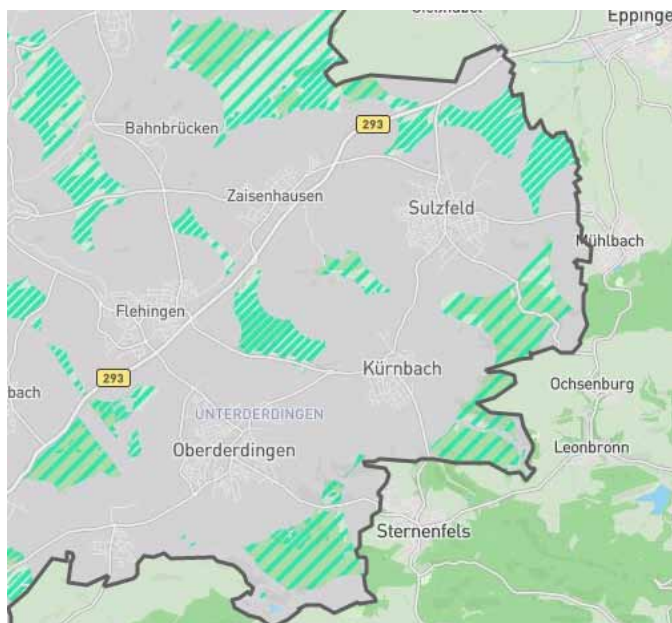 Eppinge
293
Bahnbrücken
Zaisenhausen
Sulzfeld
Mühlbach
Flehingen
Kürnbach
293
Ochsenburg
bach
UNTERDERDINGEN
Oberderdingen
Leonbronn
Sternenfels